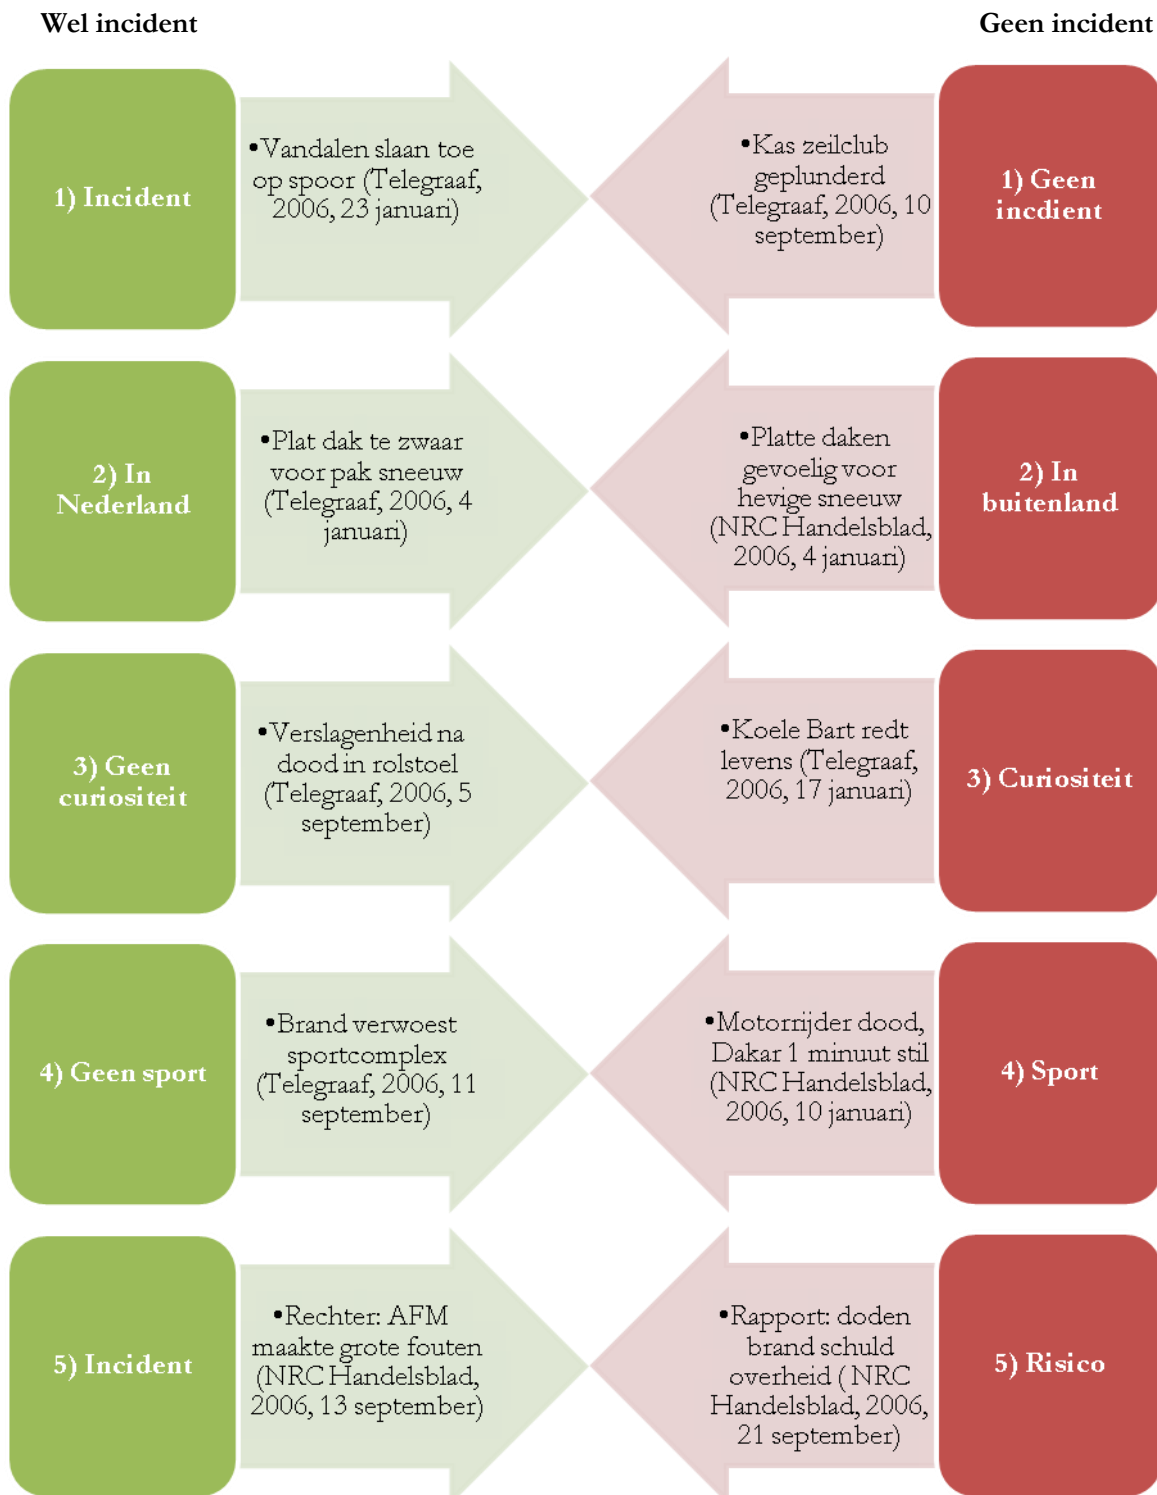 Wel incident
Geen incident
1) Incident
•Vandalen slaan toe
op spoor (Telegraaf,
2006, 23 januari)
•Kas zeilclub
geplunderd
(Telegraaf, 2006, 10
september)
1) Geen
incdient
2) In
Nederland
•Plat dak te zwaar
voor pak sneeuw
(Telegraaf, 2006, 4
januari)
•Platte daken
gevoelig voor
hevige sneeuw
(NRC Handelsblad,
2006, 4 januari)
2) In
buitenland
3) Geen
curiositeit
•Verslagenheid na
dood in rolstoel
(Telegraaf, 2006, 5
september)
•Koele Bart redt
levens (Telegraaf,
2006, 17 januari)
3) Curiositeit
4) Geen sport
•Brand verwoest
sportcomplex
(Telegraaf, 2006, 11
september)
•Motorrijder dood,
Dakar 1 minuut stil
(NRC Handelsblad,
2006, 10 januari)
4) Sport
5) Incident
•Rechter: AFM
maakte grote fouten
(NRC Handelsblad,
2006, 13 september)
•Rapport: doden
brand schuld
overheid ( NRC
Handelsblad, 2006,
21 september)
5) Risico